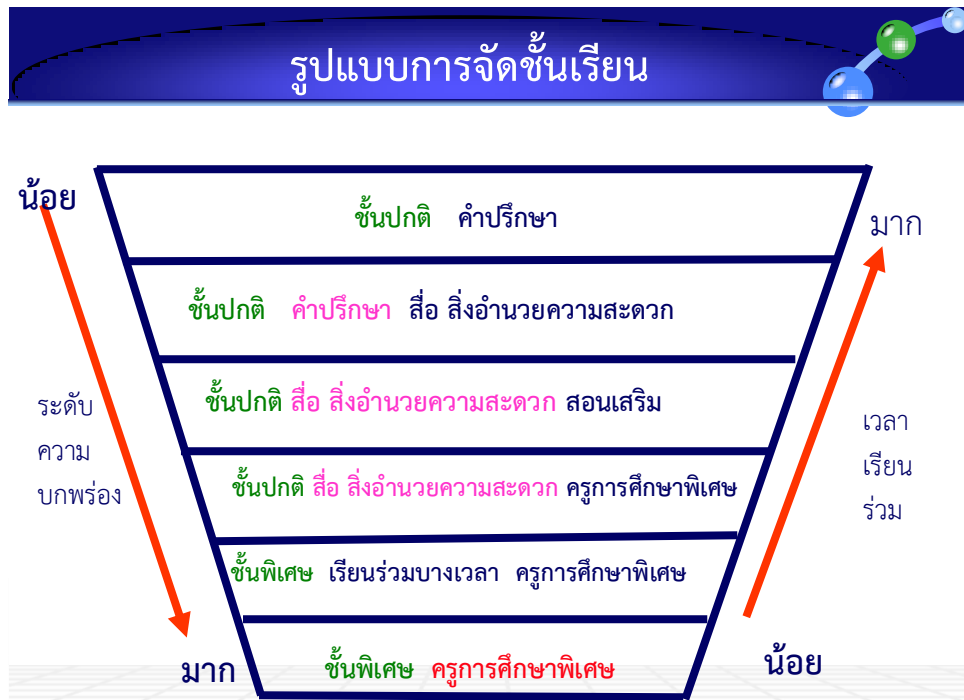 รูปแบบการจัดชั้นเรียน
น้อย
มาก
ชั้นปกติ คำปรึกษา
ชั้นปกติ คำปรึกษา สื่อ สิ่งอำนวยความสะดวก
ชั้นปกติ สื่อ สิ่งอำนวยความสะดวก สอนเสริม
ระดับ
ความ
บกพร่อง
เวลา
เรียน
ร่วม
ชั้นปกติ สื่อ สิ่งอำนวยความสะดวก ครูการศึกษาพิเศษ
ชั้นพิเศษ เรียนร่วมบางเวลา ครูการศึกษาพิเศษ
มาก
ชั้นพิเศษ ครูการศึกษาพิเศษ
น้อย